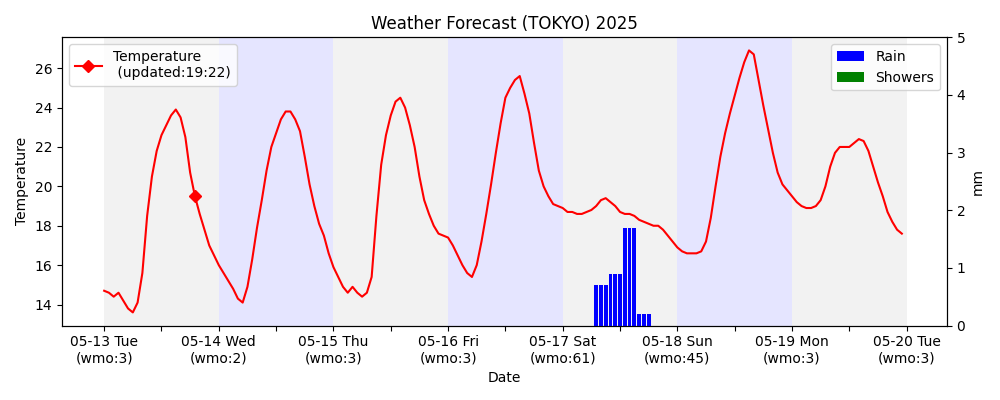 Weather Forecast (TOKYO) 2025
Temperature
(updated:19:22)
Rain
Showers
26
24
22
20
18
16
14
Temperature
5
4
3
2
1
0
mm
05-13 Tue
(wmo:3)
05-14 Wed
(wmo:2)
05-15 Thu
(wmo:3)
05-16 Fri
(wmo:3)
05-17 Sat
(wmo:61)
05-18 Sun
(wmo:45)
05-19 Mon
(wmo:3)
05-20 Tue
(wmo:3)
Date